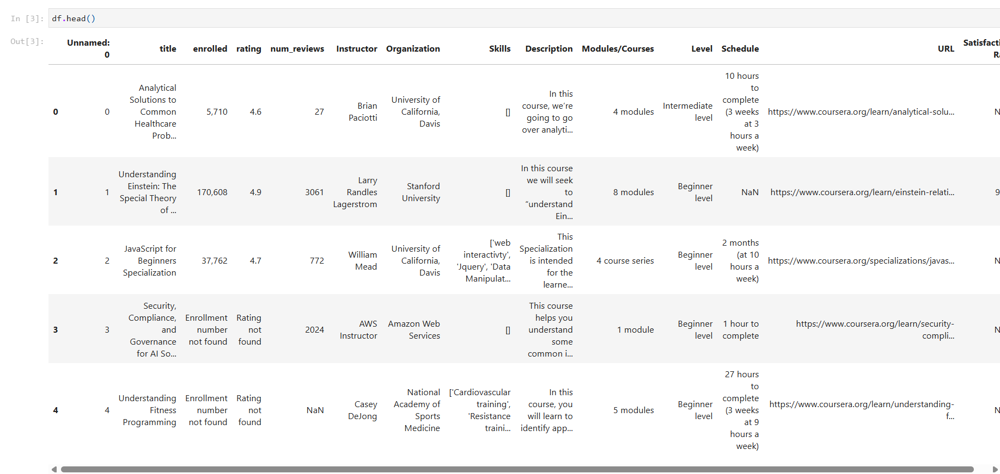 In [3]: df.head()
Out[3]:
Unnamed: 0 title enrolled rating num_reviews Instructor Organization Skills Description Modules/Courses Level Schedule URL Satisfacti Ra
0 0 Analytical Solutions to Common Healthcare Prob... 5,710 4.6 27 Brian Paciotti University of California, Davis [] In this course, we're going to go over analyti... 4 modules Intermediate level 10 hours to complete (3 weeks at 3 hours a week) https://www.coursera.org/learn/analytical-solu... N
1 1 Understanding Einstein: The Special Theory of ... 170,608 4.9 3061 Larry Randles Lagerstrom Stanford University [] In this course we will seek to “understand Ein... 8 modules Beginner level NaN https://www.coursera.org/learn/einstein-relati... 9
2 2 JavaScript for Beginners Specialization 37,762 4.7 772 William Mead University of California, Davis ['web interactivty', 'Jquery', 'Data Manipulat... This Specialization is intended for the learne... 4 course series Beginner level 2 months (at 10 hours a week) https://www.coursera.org/specializations/javas... N
3 3 Security, Compliance, and Governance for AI So... Enrollment number not found Rating not found 2024 AWS Instructor Amazon Web Services [] This course helps you understand some common i... 1 module Beginner level 1 hour to complete https://www.coursera.org/learn/security-compli... N
4 4 Understanding Fitness Programming Enrollment number not found Rating not found NaN Casey DeJong National Academy of Sports Medicine ['Cardiovascular training', 'Resistance traini... In this course, you will learn to identify app... 5 modules Beginner level 27 hours to complete (3 weeks at 9 hours a week) https://www.coursera.org/learn/understanding-f... N